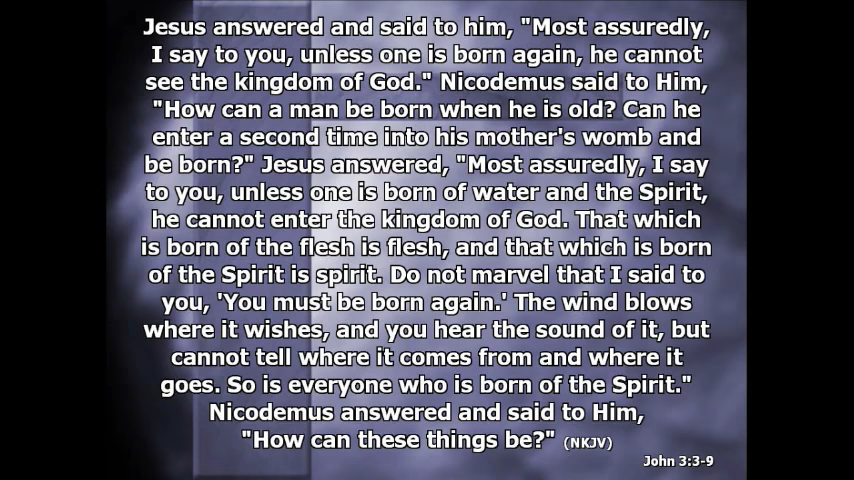 Jesus answered and said to him, "Most assuredly,
I say to you, unless one is born again, he cannot
see the kingdom of God." Nicodemus said to Him,
"How can a man be born when he is old? Can he
enter a second time into his mother's womb and
be born?" Jesus answered, "Most assuredly, I say
to you, unless one is born of water and the Spirit,
he cannot enter the kingdom of God. That which
is born of the flesh is flesh, and that which is born
of the Spirit is spirit. Do not marvel that I said to
you, 'You must be born again.' The wind blows
where it wishes, and you hear the sound of it, but
cannot tell where it comes from and where it
goes. So is everyone who is born of the Spirit."
Nicodemus answered and said to Him,
"How can these things be?" (NKJV)
John 3:3-9